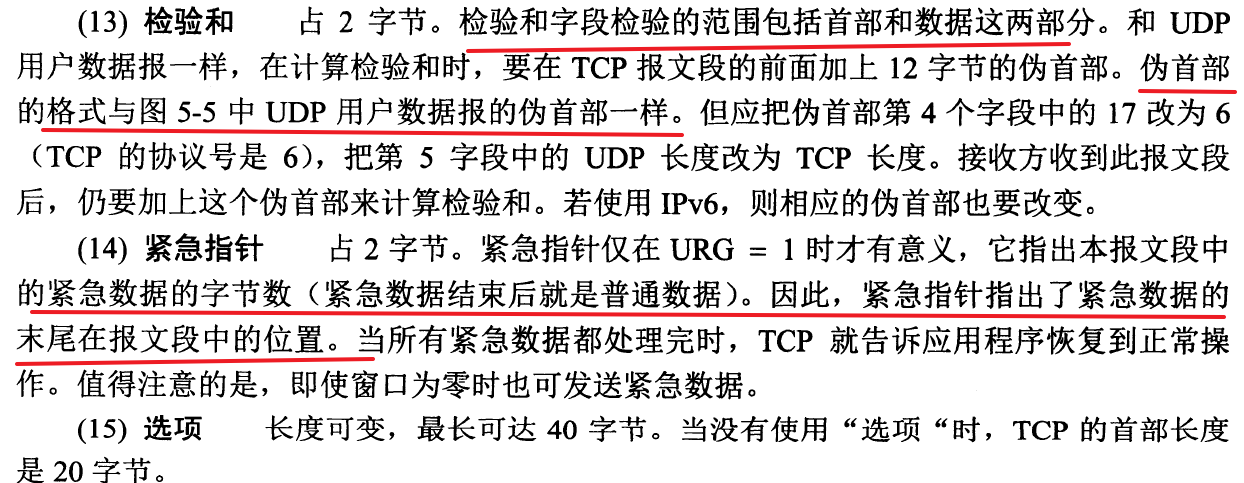 (13) 检验和 占 2 字节。检验和字段检验的范围包括首部和数据这两部分。和 UDP
用户数据报一样，在计算检验和时，要在 TCP 报文段的前面加上 12 字节的伪首部。伪首部
的格式与图 5-5 中 UDP 用户数据报的伪首部一样。但应把伪首部第 4 个字段中的 17 改为 6
（TCP 的协议号是 6），把第 5 字段中的 UDP 长度改为 TCP 长度。接收方收到此报文段
后，仍要加上这个伪首部来计算检验和。若使用 IPv6，则相应的伪首部也要改变。
(14) 紧急指针 占 2 字节。紧急指针仅在 URG = 1 时才有意义，它指出本报文段中
的紧急数据的字节数（紧急数据结束后就是普通数据）。因此，紧急指针指出了紧急数据的
末尾在报文段中的位置。当所有紧急数据都处理完时，TCP 就告诉应用程序恢复到正常操
作。值得注意的是，即使窗口为零时也可发送紧急数据。
(15) 选项 长度可变，最长可达 40 字节。当没有使用“选项“时，TCP 的首部长度
是 20 字节。